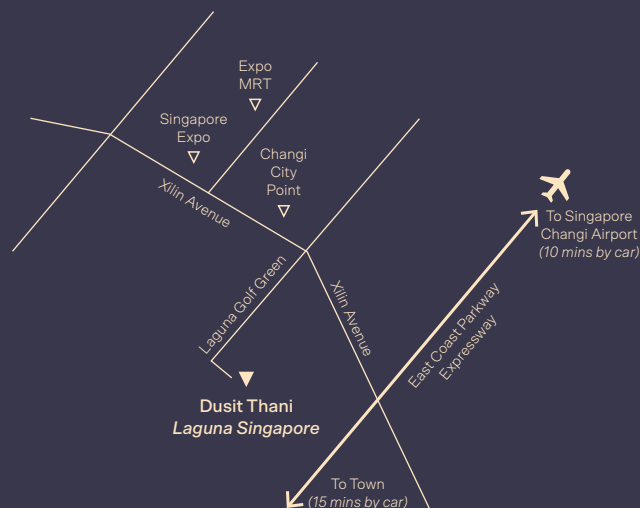 Expo
MRT
Singapore
Expo
Changi
City
Point
Xilin Avenue
To Singapore
Changi Airport
(10 mins by car)
Laguna Golf Green
Xilin Avenue
East Coast Parkway
Expressway
Dusit Thani
Laguna Singapore
To Town
(15 mins by car)